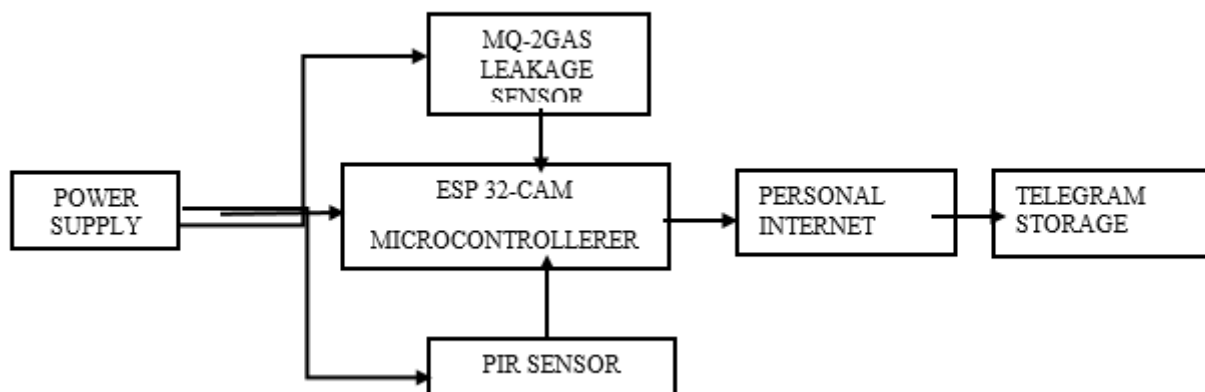 MQ-2GAS
LEAKAGE
SENSOR
POWER
SUPPLY
ESP 32-CAM
MICROCONTROLLERER
PERSONAL
INTERNET
TELEGRAM
STORAGE
PIR SENSOR